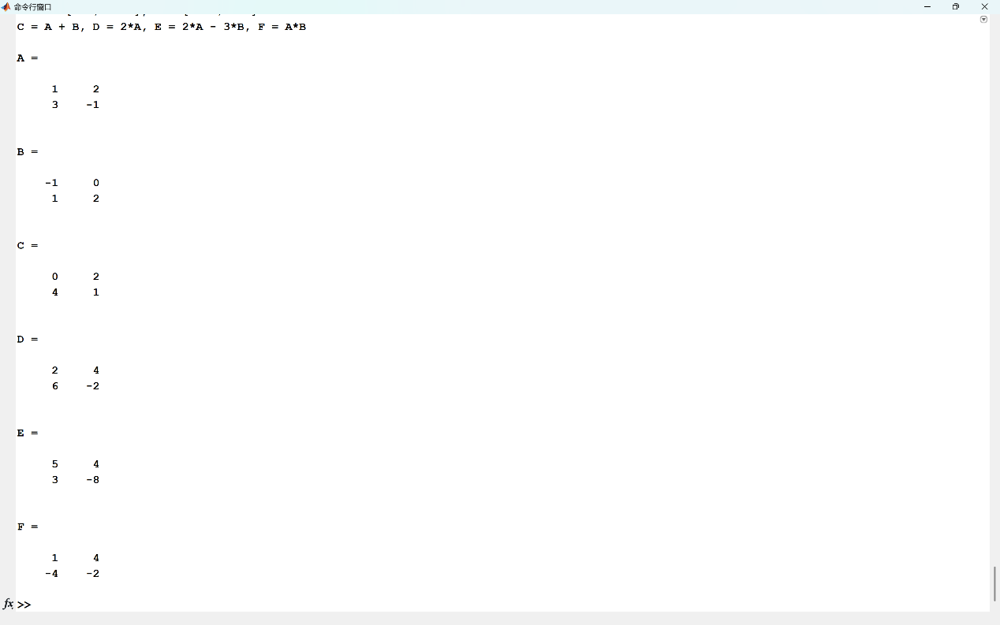 命令行窗口
C = A + B, D = 2*A, E = 2*A - 3*B, F = A*B
A =
1 2
3 -1
B =
-1 0
1 2
C =
0 2
4 1
D =
2 4
6 -2
E =
5 4
3 -8
F =
1 4
-4 -2
fx >>